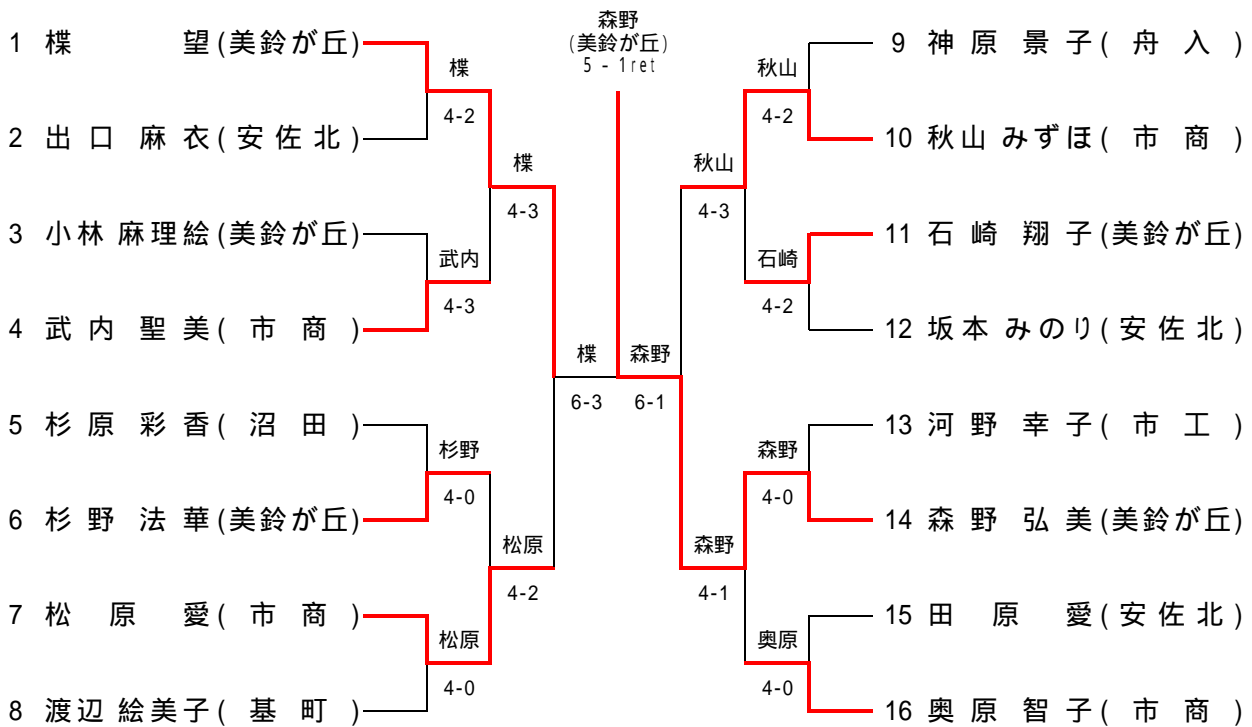 森野
(美鈴が丘)
5 - 1ret
1 楪 望(美鈴が丘)
楪
4-2
2 出口 麻衣(安佐北)
楪
4-3
3 小林 麻理絵(美鈴が丘)
武内
4-3
4 武内 聖美(市商)
楪
6-3
5 杉原 彩香(沼田)
杉野
4-0
6 杉野 法華(美鈴が丘)
松原
4-2
7 松原 愛(市商)
松原
4-0
8 渡辺 絵美子(基町)
9 神原 景子(舟入)
秋山
4-2
10 秋山 みずほ(市商)
秋山
4-3
11 石崎 翔子(美鈴が丘)
石崎
4-2
12 坂本 みのり(安佐北)
森野
6-1
13 河野 幸子(市工)
森野
4-0
14 森野 弘美(美鈴が丘)
森野
4-1
15 田原 愛(安佐北)
奥原
4-0
16 奥原 智子(市商)